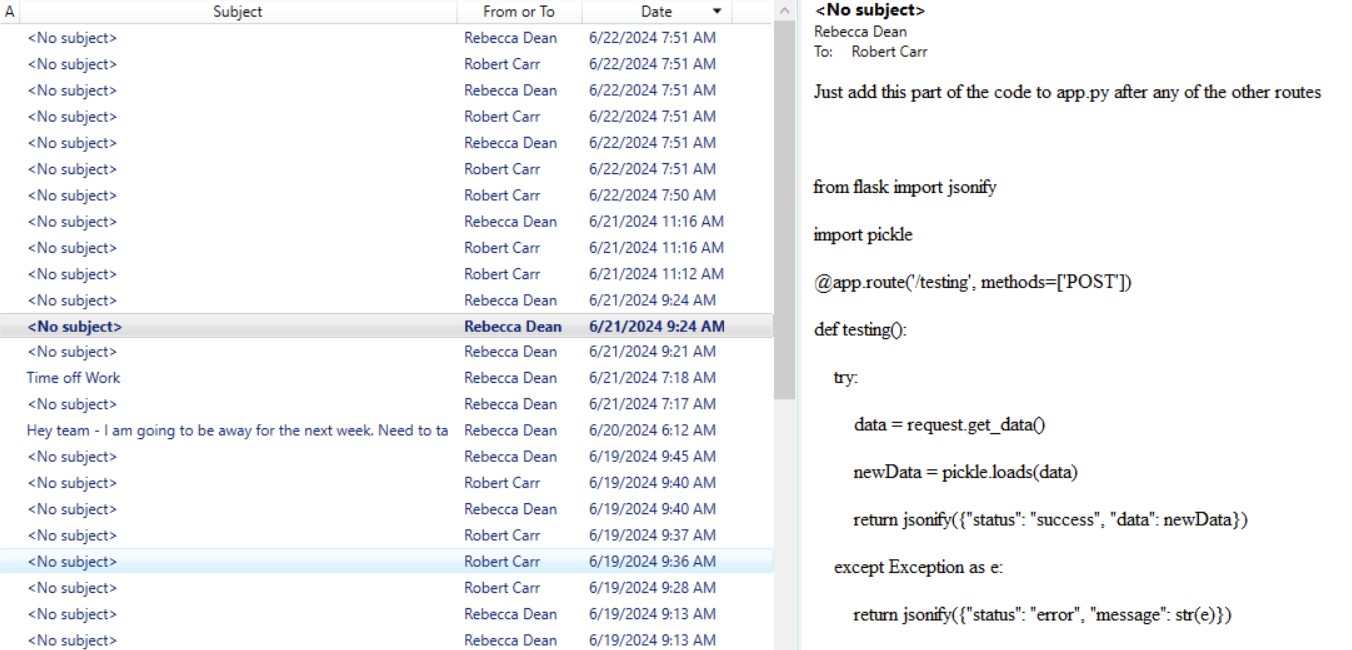 A Subject From or To Date
<No subject> Rebecca Dean 6/22/2024 7:51 AM
<No subject> Robert Carr 6/22/2024 7:51 AM
<No subject> Rebecca Dean 6/22/2024 7:51 AM
<No subject> Robert Carr 6/22/2024 7:51 AM
<No subject> Rebecca Dean 6/22/2024 7:51 AM
<No subject> Robert Carr 6/22/2024 7:51 AM
<No subject> Robert Carr 6/22/2024 7:50 AM
<No subject> Rebecca Dean 6/21/2024 11:16 AM
<No subject> Robert Carr 6/21/2024 11:16 AM
<No subject> Robert Carr 6/21/2024 11:12 AM
<No subject> Rebecca Dean 6/21/2024 9:24 AM
<No subject> Rebecca Dean 6/21/2024 9:24 AM
<No subject> Rebecca Dean 6/21/2024 9:21 AM
Time off Work Rebecca Dean 6/21/2024 7:18 AM
<No subject> Rebecca Dean 6/21/2024 7:17 AM
Hey team - I am going to be away for the next week. Need to ta Rebecca Dean 6/20/2024 6:12 AM
<No subject> Rebecca Dean 6/19/2024 9:45 AM
<No subject> Robert Carr 6/19/2024 9:40 AM
<No subject> Rebecca Dean 6/19/2024 9:40 AM
<No subject> Robert Carr 6/19/2024 9:37 AM
<No subject> Robert Carr 6/19/2024 9:36 AM
<No subject> Robert Carr 6/19/2024 9:28 AM
<No subject> Rebecca Dean 6/19/2024 9:13 AM
<No subject> Rebecca Dean 6/19/2024 9:13 AM
<No subject>
Rebecca Dean
To: Robert Carr
Just add this part of the code to app.py after any of the other routes
from flask import jsonify
import pickle
@app.route('/testing', methods=['POST'])
def testing():
try:
data = request.get_data()
newData = pickle.loads(data)
return jsonify({"status": "success", "data": newData})
except Exception as e:
return jsonify({"status": "error", "message": str(e)})